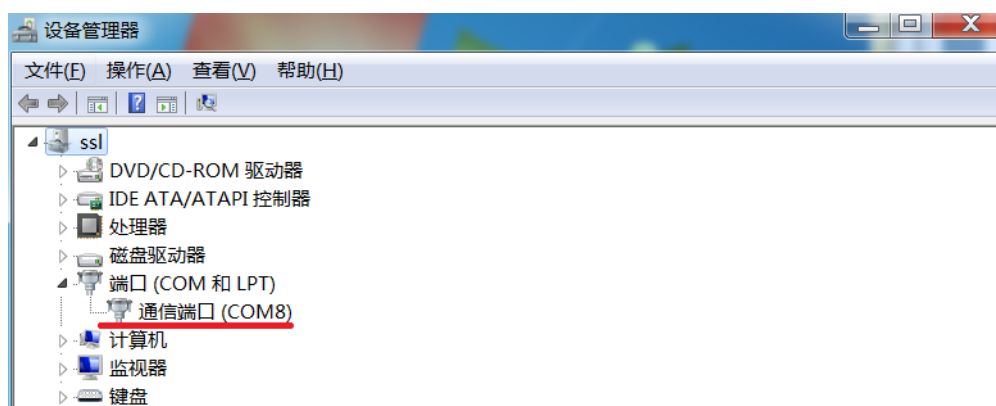 设备管理器
文件(F) 操作(A) 查看(V) 帮助(H)
ssl
DVD/CD-ROM 驱动器
IDE ATA/ATAPI 控制器
处理器
磁盘驱动器
端口 (COM 和 LPT)
通信端口 (COM8)
计算机
监视器
键盘